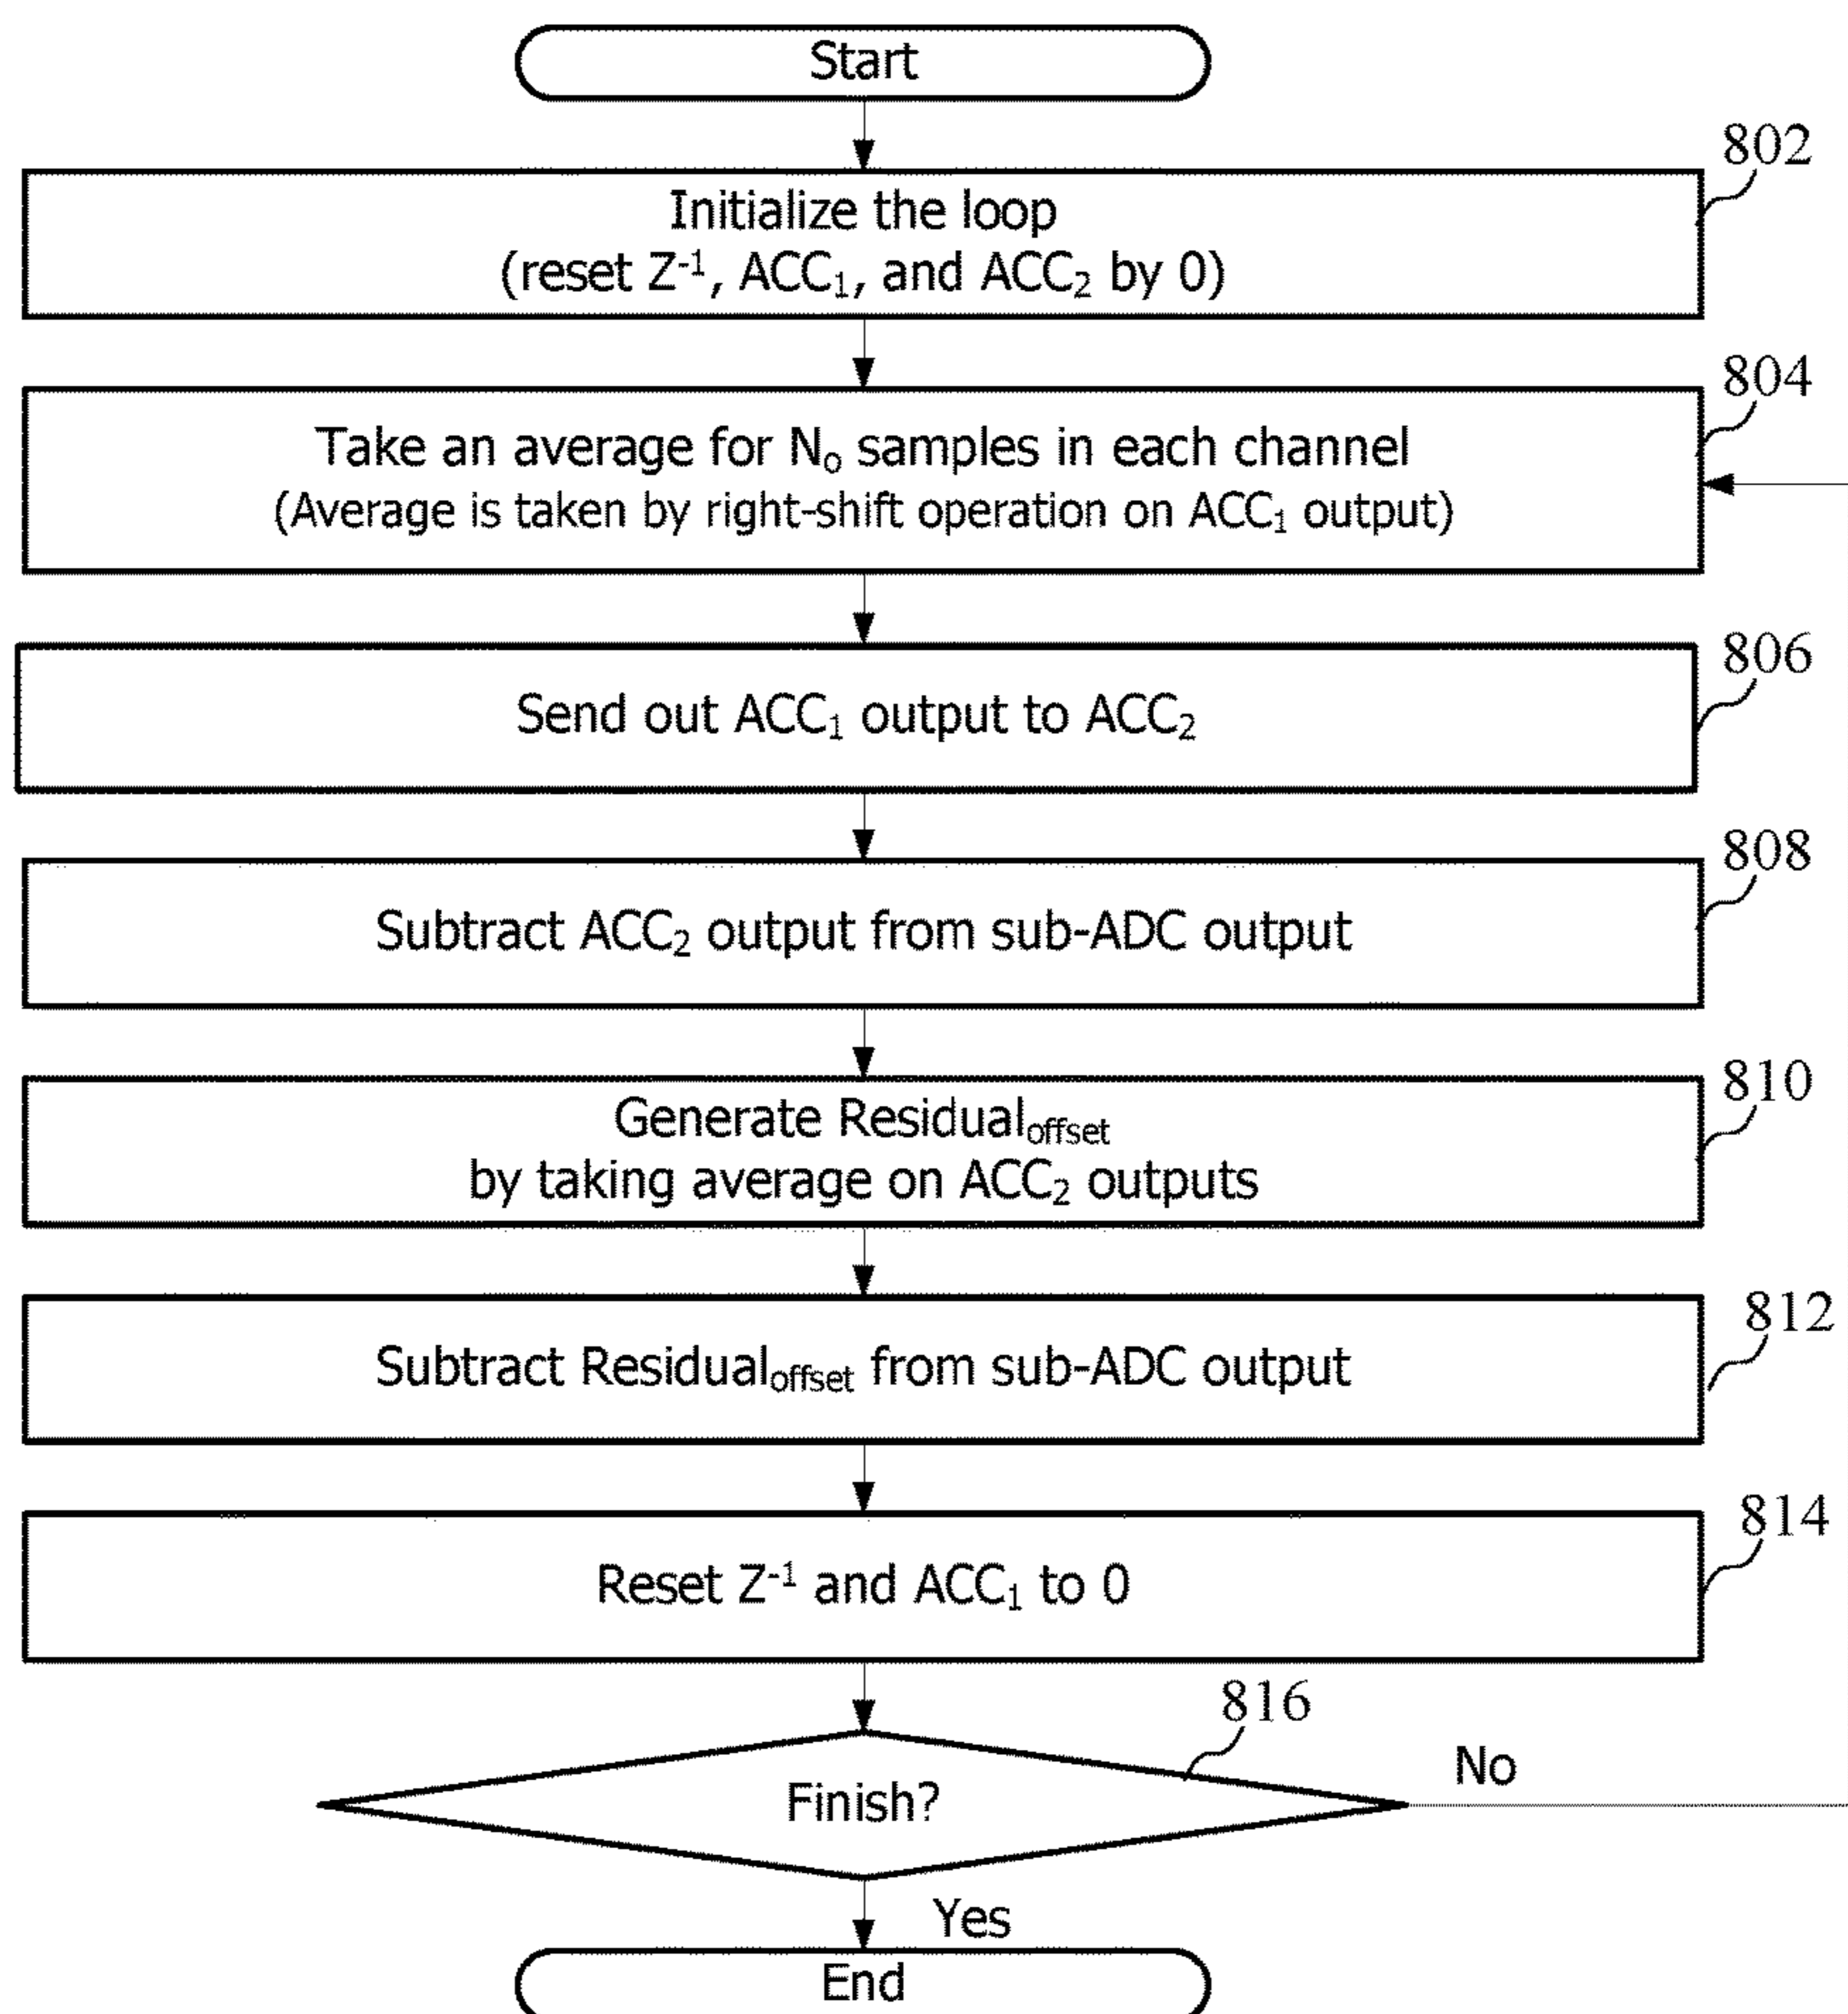 Start
802
Initialize the loop
(reset Z⁻¹, ACC₁, and ACC₂ by 0)
804
Take an average for Nₒ samples in each channel
(Average is taken by right-shift operation on ACC₁ output)
806
Send out ACC₁ output to ACC₂
808
Subtract ACC₂ output from sub-ADC output
810
Generate Residual_offset
by taking average on ACC₂ outputs
812
Subtract Residual_offset from sub-ADC output
814
Reset Z⁻¹ and ACC₁ to 0
816
Finish?
No
Yes
End